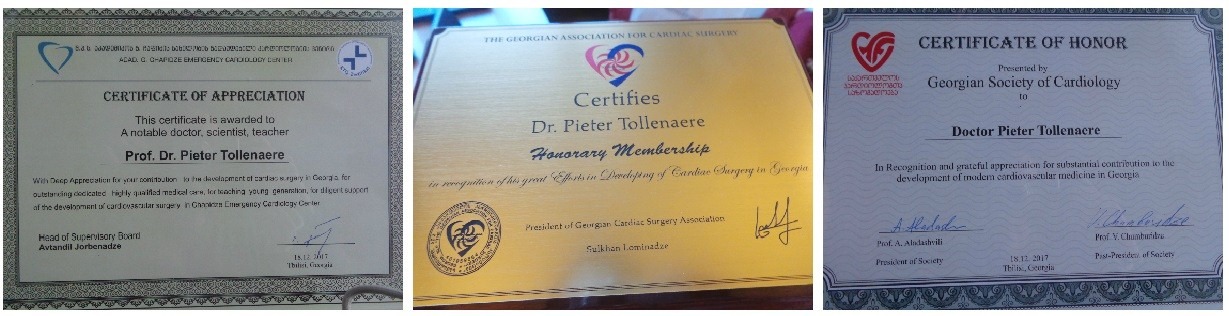 ACAD. G. CHAPIDZE EMERGENCY CARDIOLOGY CENTER
CERTIFICATE OF APPRECIATION
This certificate is awarded to
A notable doctor, scientist, teacher
Prof. Dr. Pieter Tollenaere
With Deep Appreciation for your contribution to the development of cardiac surgery in Georgia, for
outstanding dedicated highly qualified medical care, for teaching young generation, for diligent support
of the development of cardiovascular surgery in Chapidze Emergency Cardiology Center
Head of Supervisory Board
Avtandil Jorbenadze
18.12. 2017
Tbilisi, Georgia
THE GEORGIAN ASSOCIATION FOR CARDIAC SURGERY
Certifies
Dr. Pieter Tollenaere
Honorary Membership
in recognition of his great Efforts in Developing of Cardiac Surgery in Georgia
President of Georgian Cardiac Surgery Association
Sulkhan Lominadze
საქართველოს
კარდიოლოგთა
საზოგადოება
CERTIFICATE OF HONOR
Presented by
Georgian Society of Cardiology
to
Doctor Pieter Tollenaere
In Recognition and grateful appreciation for substantial contribution to the
development of modern cardiovascular medicine in Georgia
Prof. A. Aladashvili
President of Society
18.12. 2017
Tbilisi, Georgia
Prof. V. Chumburidze
Past-President of Society